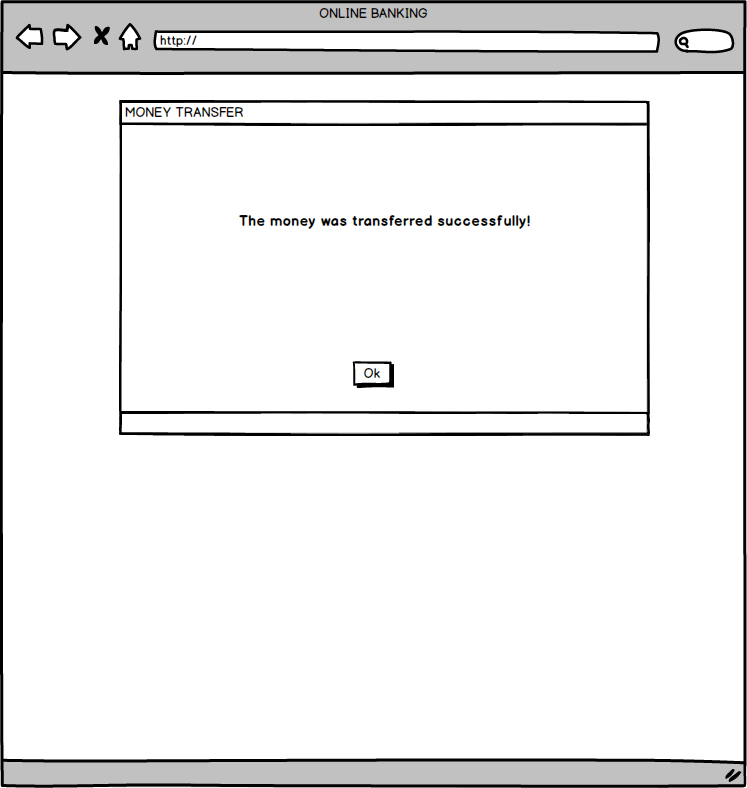 ONLINE BANKING
http://
MONEY TRANSFER
The money was transferred successfully!
Ok